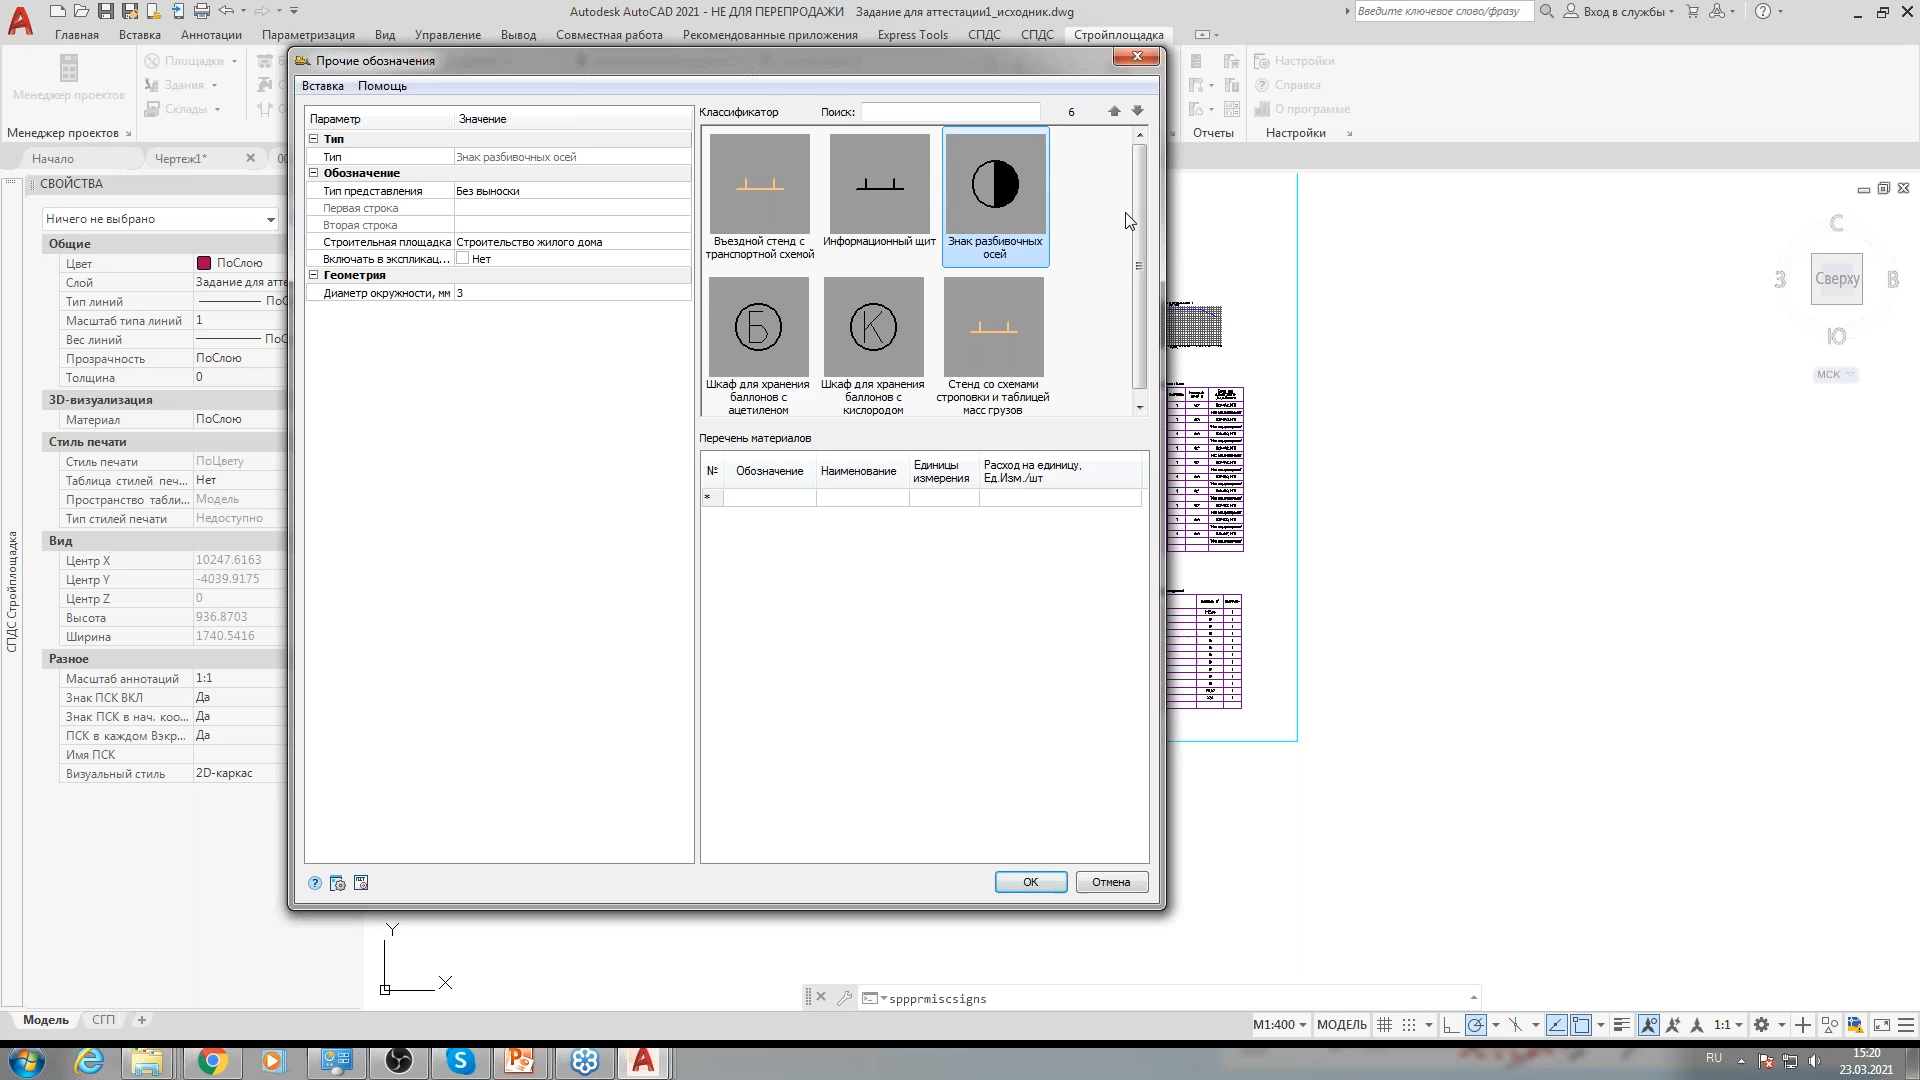 Autodesk AutoCAD 2021 - НЕ ДЛЯ ПЕРЕПРОДАЖИ Задание для аттестации1_исходник.dwg
Введите ключевое слово/фразу
Вход в службы
Главная Вставка Аннотации Параметризация Вид Управление Вывод Совместная работа Рекомендованные приложения Express Tools СПДС СПДС Стройплощадка
Менеджер проектов
Площадки
Здания
Склады
Менеджер проектов
Настройки
Справка
О программе
Отчеты
Настройки
Начало
Чертеж1*
СВОЙСТВА
Ничего не выбрано
Общие
Цвет ПоСлою
Слой Задание для атте
Тип линий ПоС
Масштаб типа линий 1
Вес линий ПоС
Прозрачность ПоСлою
Толщина 0
3D-визуализация
Материал ПоСлою
Стиль печати
Стиль печати ПоЦвету
Таблица стилей печ... Нет
Пространство табли... Модель
Тип стилей печати Недоступно
Вид
Центр X 10247.6163
Центр Y -4039.9175
Центр Z 0
Высота 936.8703
Ширина 1740.5416
Разное
Масштаб аннотаций 1:1
Знак ПСК ВКЛ Да
Знак ПСК в нач. коо... Да
ПСК в каждом Вэкр... Да
Имя ПСК
Визуальный стиль 2D-каркас
СПДС Стройплощадка
Прочие обозначения
Вставка Помощь
Параметр Значение
Тип
Тип Знак разбивочных осей
Обозначение
Тип представления Без выноски
Первая строка
Вторая строка
Строительная площадка Строительство жилого дома
Включать в экспликац... Нет
Геометрия
Диаметр окружности, мм 3
Классификатор Поиск: 6
Въездной стенд с
транспортной схемой
Информационный щит
Знак разбивочных
осей
Б
К
Шкаф для хранения
баллонов с
ацетиленом
Шкаф для хранения
баллонов с
кислородом
Стенд со схемами
строповки и таблицей
масс грузов
Перечень материалов
№ Обозначение Наименование Единицы
измерения
Расход на единицу,
Ед.Изм./шт
*
ОК Отмена
С
З Сверху В
Ю
МСК
Y
X
sppprmiscsigns
Модель СГП +
М1:400 МОДЕЛЬ 1:1
RU
15:20
23.03.2021